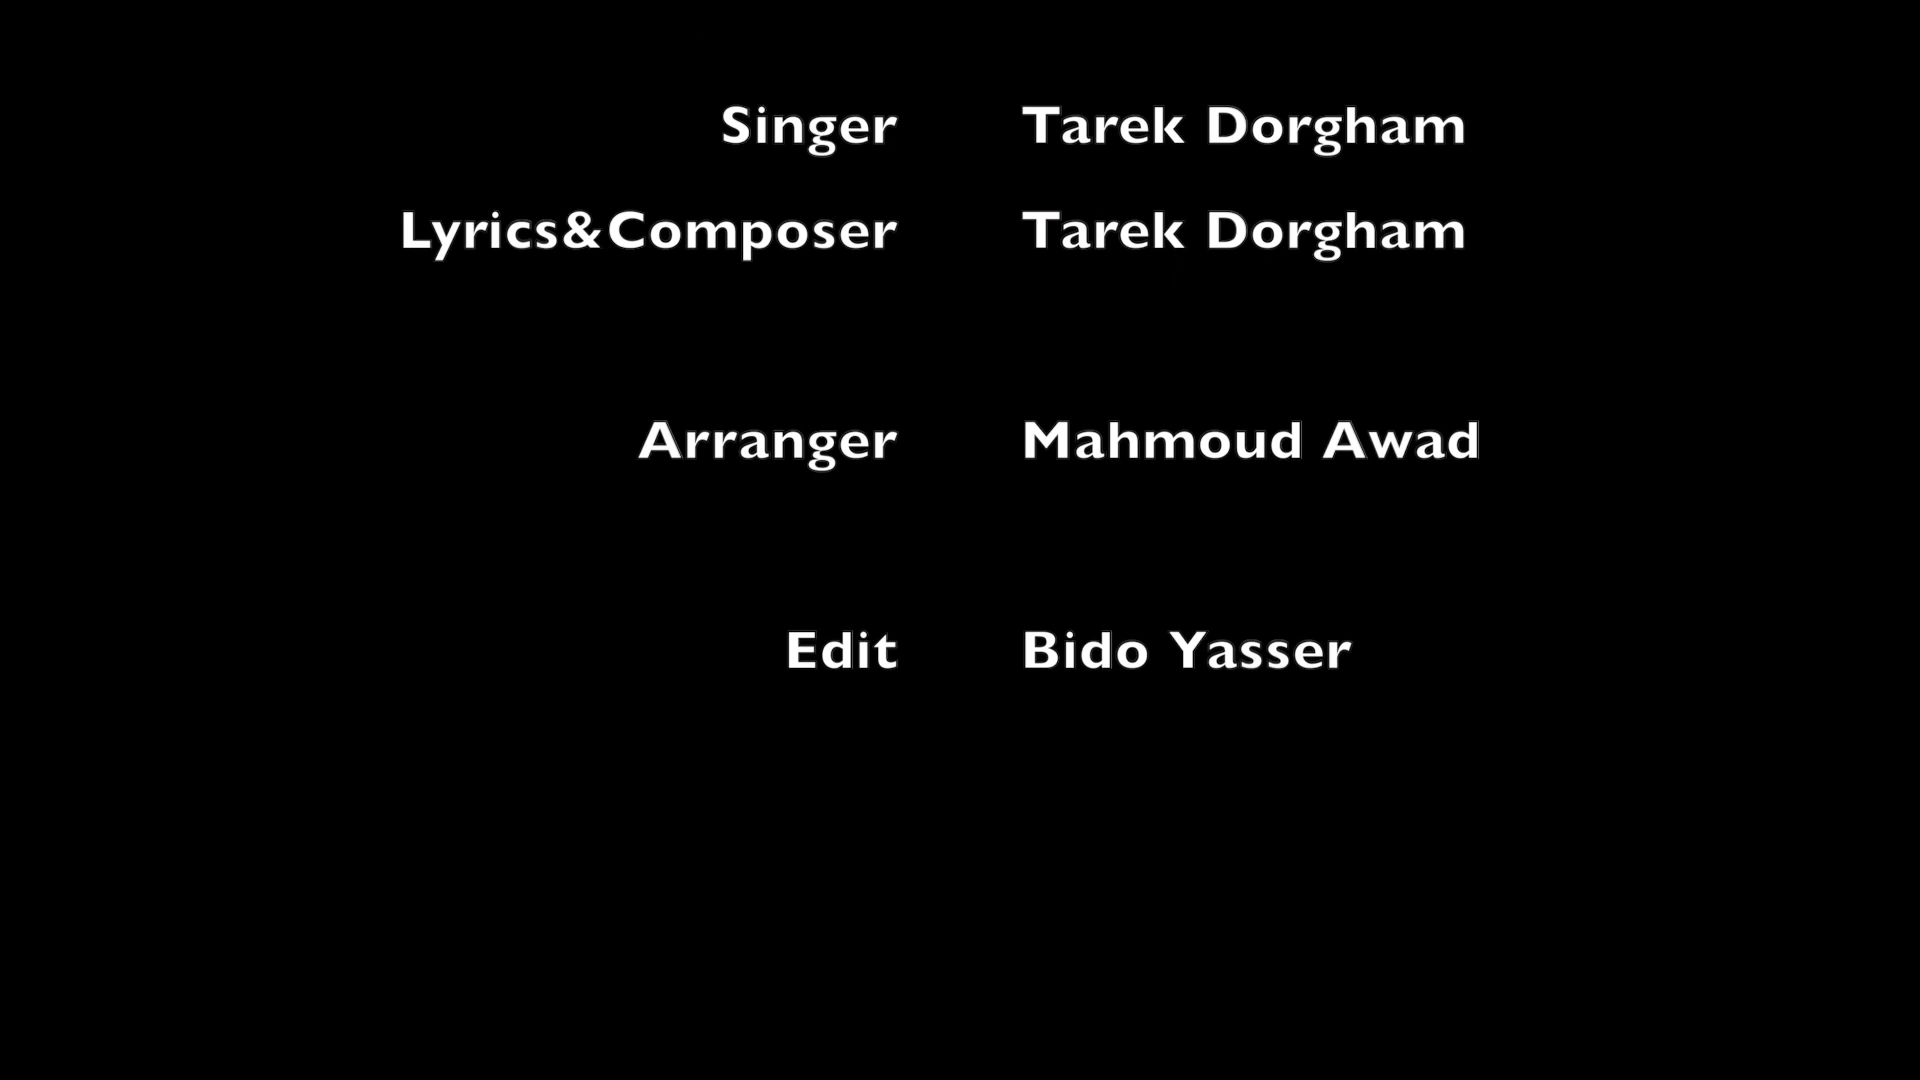 Singer Tarek Dorgham
Lyrics&Composer Tarek Dorgham
Arranger Mahmoud Awad
Edit Bido Yasser